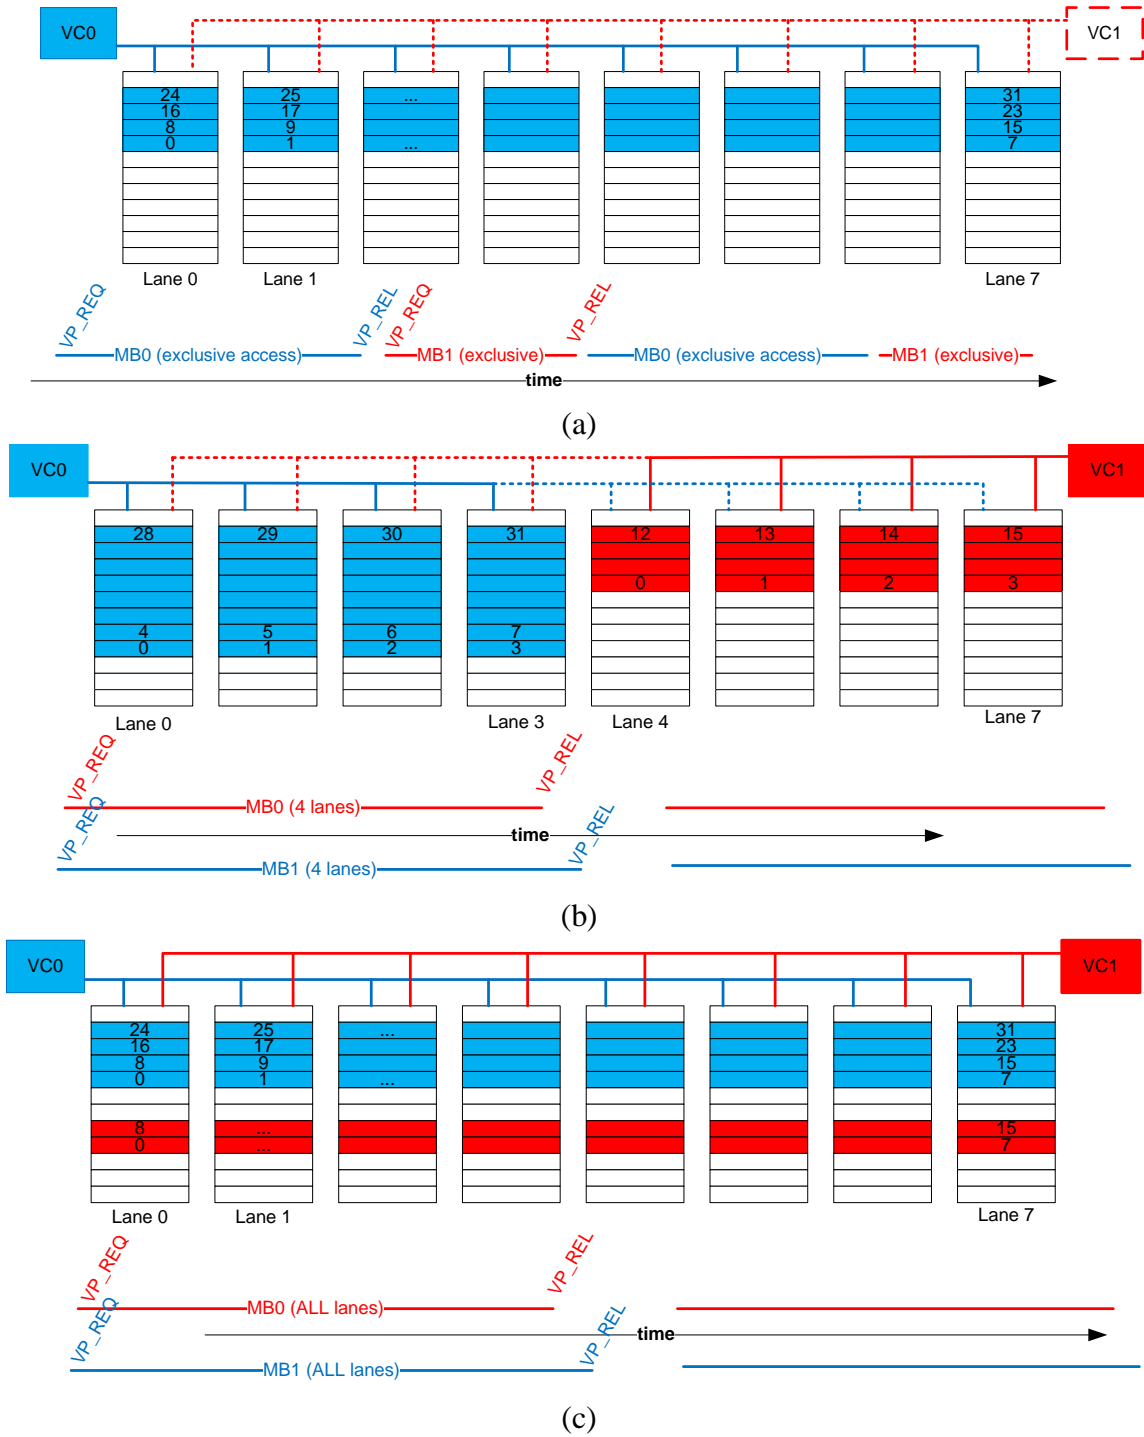 VC0
VC1
24 25 ... 31
16 17 23
8 9 15
0 1 ... 7
Lane 0 Lane 1 Lane 7
VP_REQ VP_REL VP_REQ VP_REL
MB0 (exclusive access) MB1 (exclusive) MB0 (exclusive access) MB1 (exclusive)
time
(a)
VC0
VC1
28 29 30 31 12 13 14 15
0 1 2 3
4 5 6 7
0 1 2 3
Lane 0 Lane 3 Lane 4 Lane 7
VP_REQ VP_REL
MB0 (4 lanes)
VP_REQ VP_REL
time
MB1 (4 lanes)
(b)
VC0
VC1
24 25 ... 31
16 17 23
8 9 15
0 1 ... 7
8 ... 15
0 ... 7
Lane 0 Lane 1 Lane 7
VP_REQ VP_REL
MB0 (ALL lanes)
VP_REQ VP_REL
time
MB1 (ALL lanes)
(c)